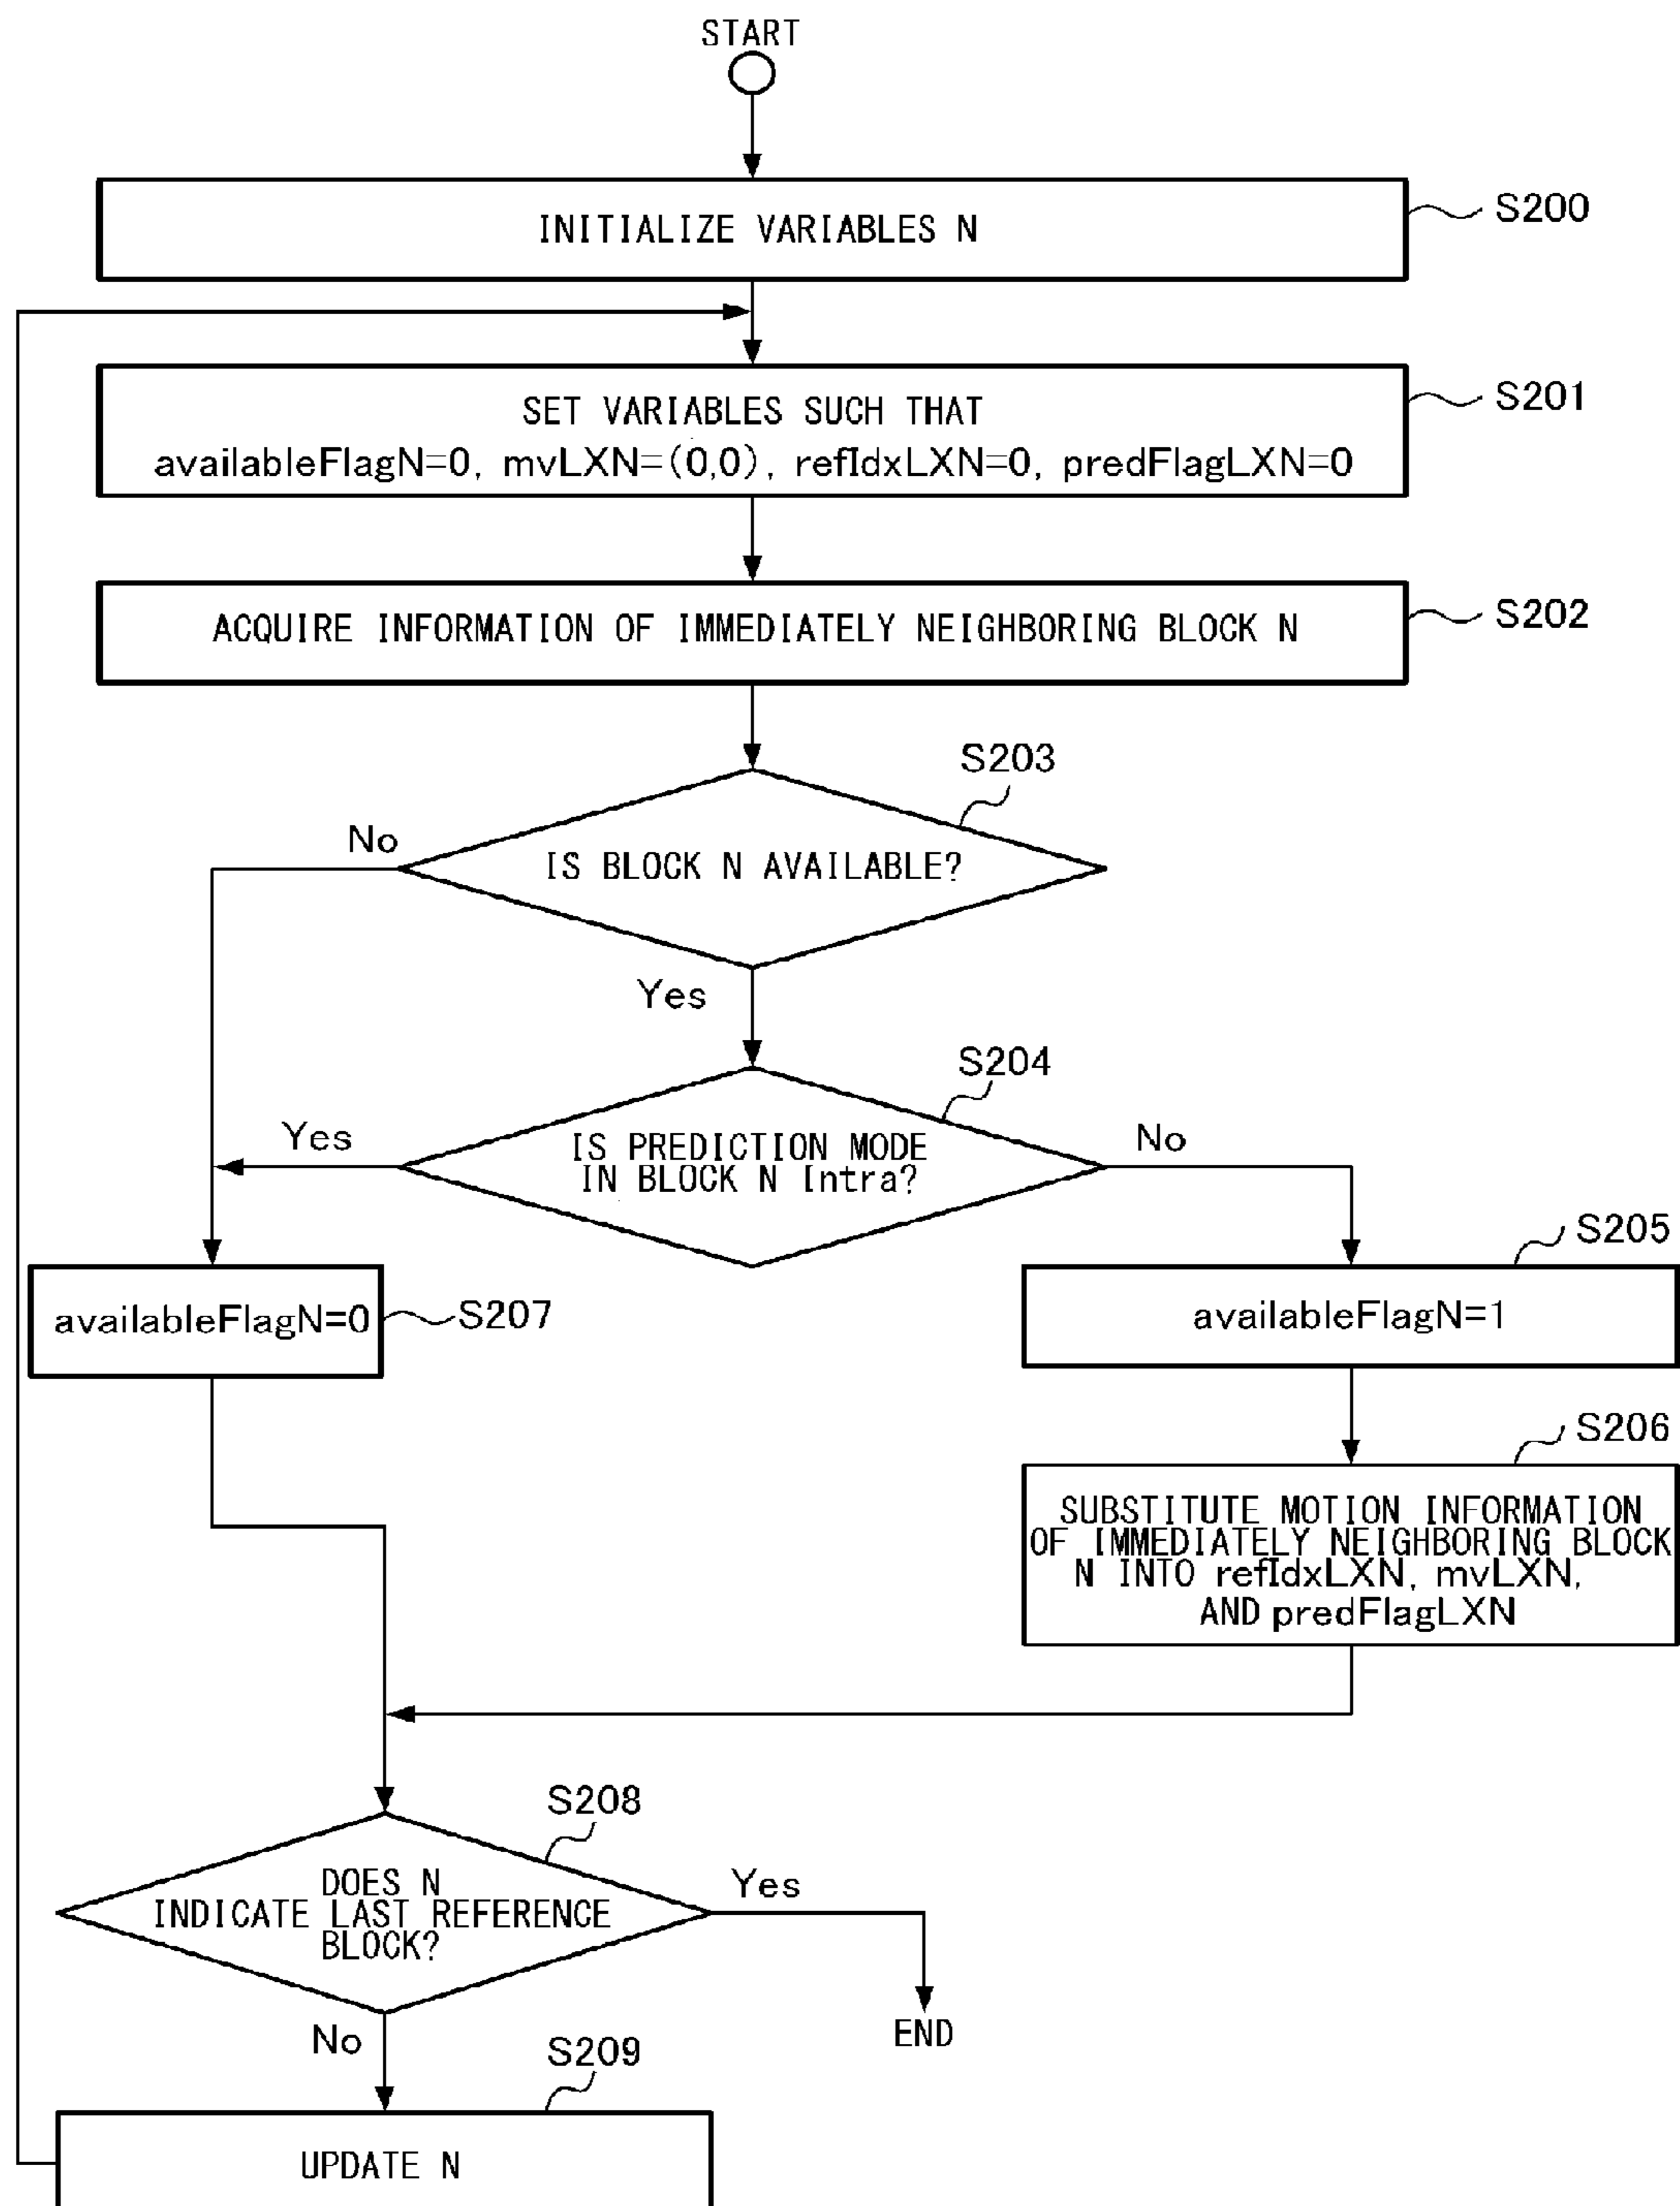 START
INITIALIZE VARIABLES N
S200
SET VARIABLES SUCH THAT
availableFlagN=0, mvLXN=(0,0), refIdxLXN=0, predFlagLXN=0
S201
ACQUIRE INFORMATION OF IMMEDIATELY NEIGHBORING BLOCK N
S202
S203
No
IS BLOCK N AVAILABLE?
Yes
S204
Yes
IS PREDICTION MODE
IN BLOCK N Intra?
No
S205
availableFlagN=0
S207
availableFlagN=1
S206
SUBSTITUTE MOTION INFORMATION
OF IMMEDIATELY NEIGHBORING BLOCK
N INTO refIdxLXN, mvLXN,
AND predFlagLXN
S208
DOES N
INDICATE LAST REFERENCE
BLOCK?
Yes
END
No
S209
UPDATE N